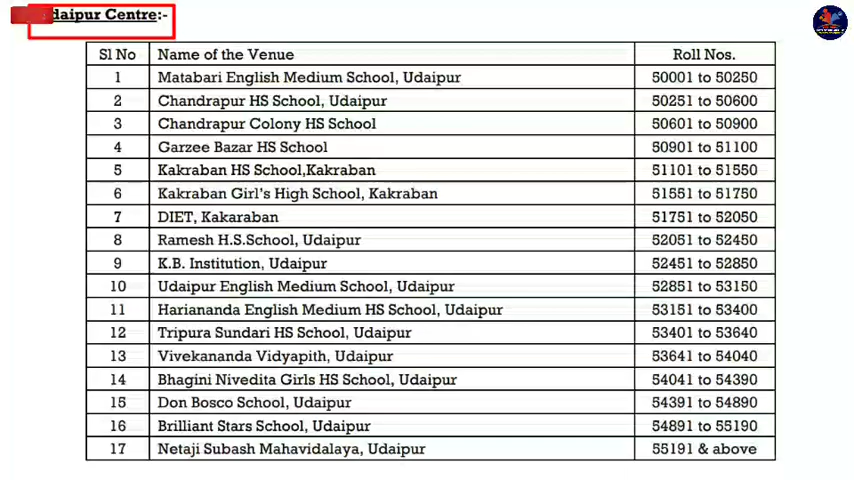 daipur Centre:-
Sl No Name of the Venue Roll Nos.
1 Matabari English Medium School, Udaipur 50001 to 50250
2 Chandrapur HS School, Udaipur 50251 to 50600
3 Chandrapur Colony HS School 50601 to 50900
4 Garzee Bazar HS School 50901 to 51100
5 Kakraban HS School,Kakraban 51101 to 51550
6 Kakraban Girl's High School, Kakraban 51551 to 51750
7 DIET, Kakaraban 51751 to 52050
8 Ramesh H.S.School, Udaipur 52051 to 52450
9 K.B. Institution, Udaipur 52451 to 52850
10 Udaipur English Medium School, Udaipur 52851 to 53150
11 Hariananda English Medium HS School, Udaipur 53151 to 53400
12 Tripura Sundari HS School, Udaipur 53401 to 53640
13 Vivekananda Vidyapith, Udaipur 53641 to 54040
14 Bhagini Nivedita Girls HS School, Udaipur 54041 to 54390
15 Don Bosco School, Udaipur 54391 to 54890
16 Brilliant Stars School, Udaipur 54891 to 55190
17 Netaji Subash Mahavidalaya, Udaipur 55191 & above